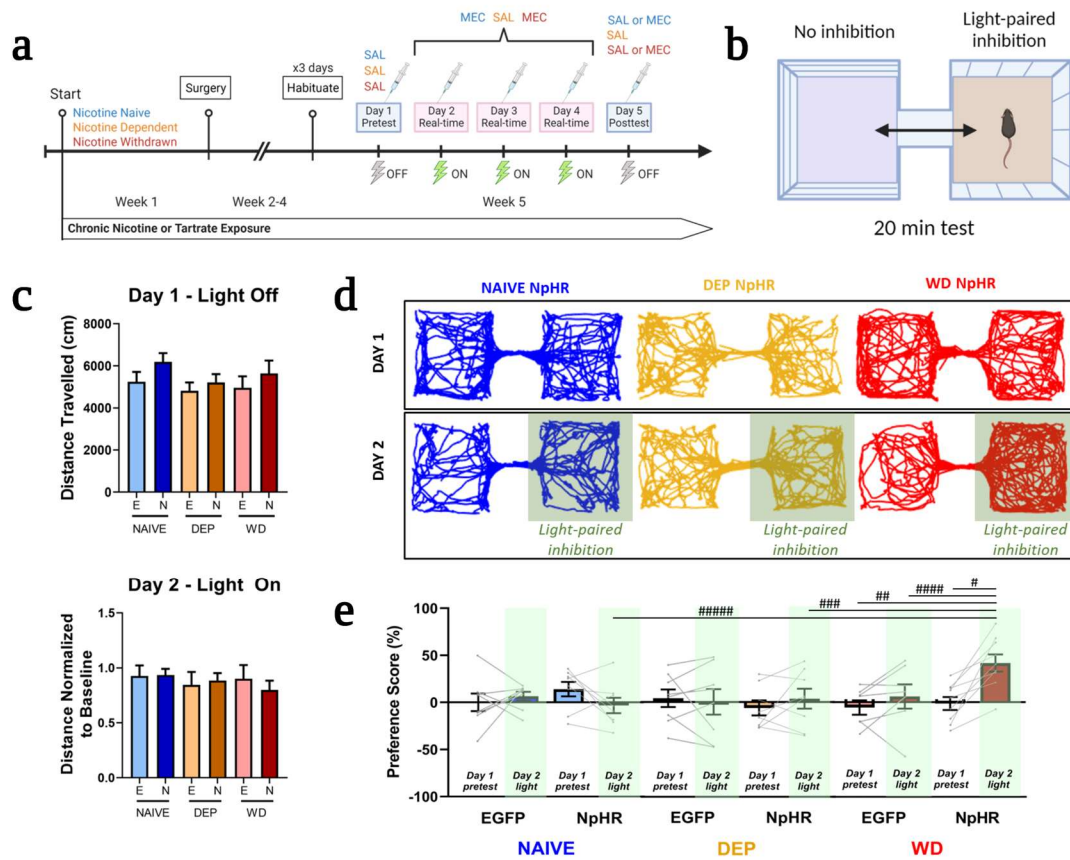 a
MEC SAL MEC
SAL or MEC
SAL
SAL or MEC
SAL
SAL
SAL
x3 days
Start
Surgery
Habituate
Day 1
Pretest
Day 2
Real-time
Day 3
Real-time
Day 4
Real-time
Day 5
Posttest
Nicotine Naive
Nicotine Dependent
Nicotine Withdrawn
OFF
ON
ON
ON
OFF
Week 1
Week 2-4
Week 5
Chronic Nicotine or Tartrate Exposure
b
No inhibition
Light-paired
inhibition
20 min test
c
Day 1 - Light Off
Distance Travelled (cm)
8000
6000
4000
2000
0
E N E N E N
NAIVE DEP WD
Day 2 - Light On
Distance Normalized
to Baseline
1.5
1.0
0.5
0.0
E N E N E N
NAIVE DEP WD
d
NAIVE NpHR
DEP NpHR
WD NpHR
DAY 1
DAY 2
Light-paired
inhibition
Light-paired
inhibition
Light-paired
inhibition
e
#
####
##
###
#####
Preference Score (%)
100
50
0
-50
-100
Day 1 Day 2 Day 1 Day 2 Day 1 Day 2 Day 1 Day 2 Day 1 Day 2 Day 1 Day 2
pretest light pretest light pretest light pretest light pretest light pretest light
EGFP NpHR EGFP NpHR EGFP NpHR
NAIVE DEP WD